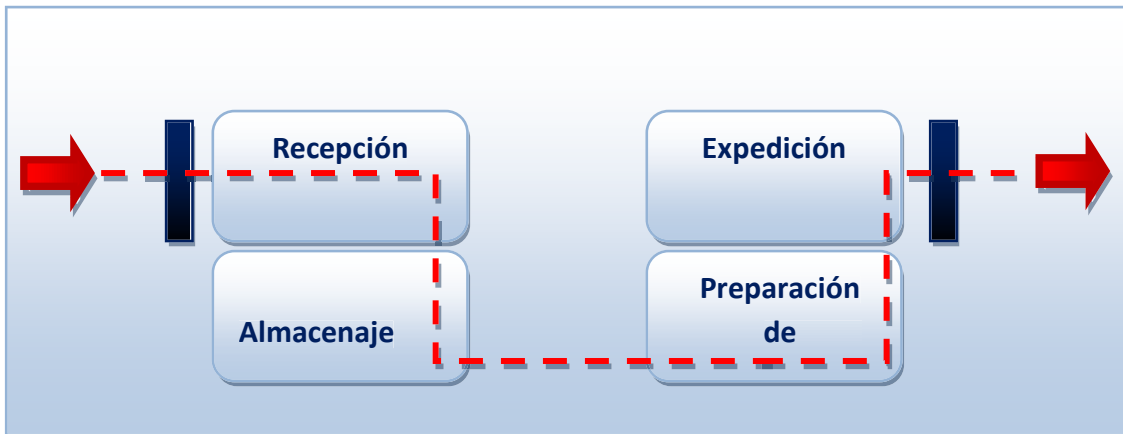 Recepción
Expedición
Almacenaje
Preparación
de